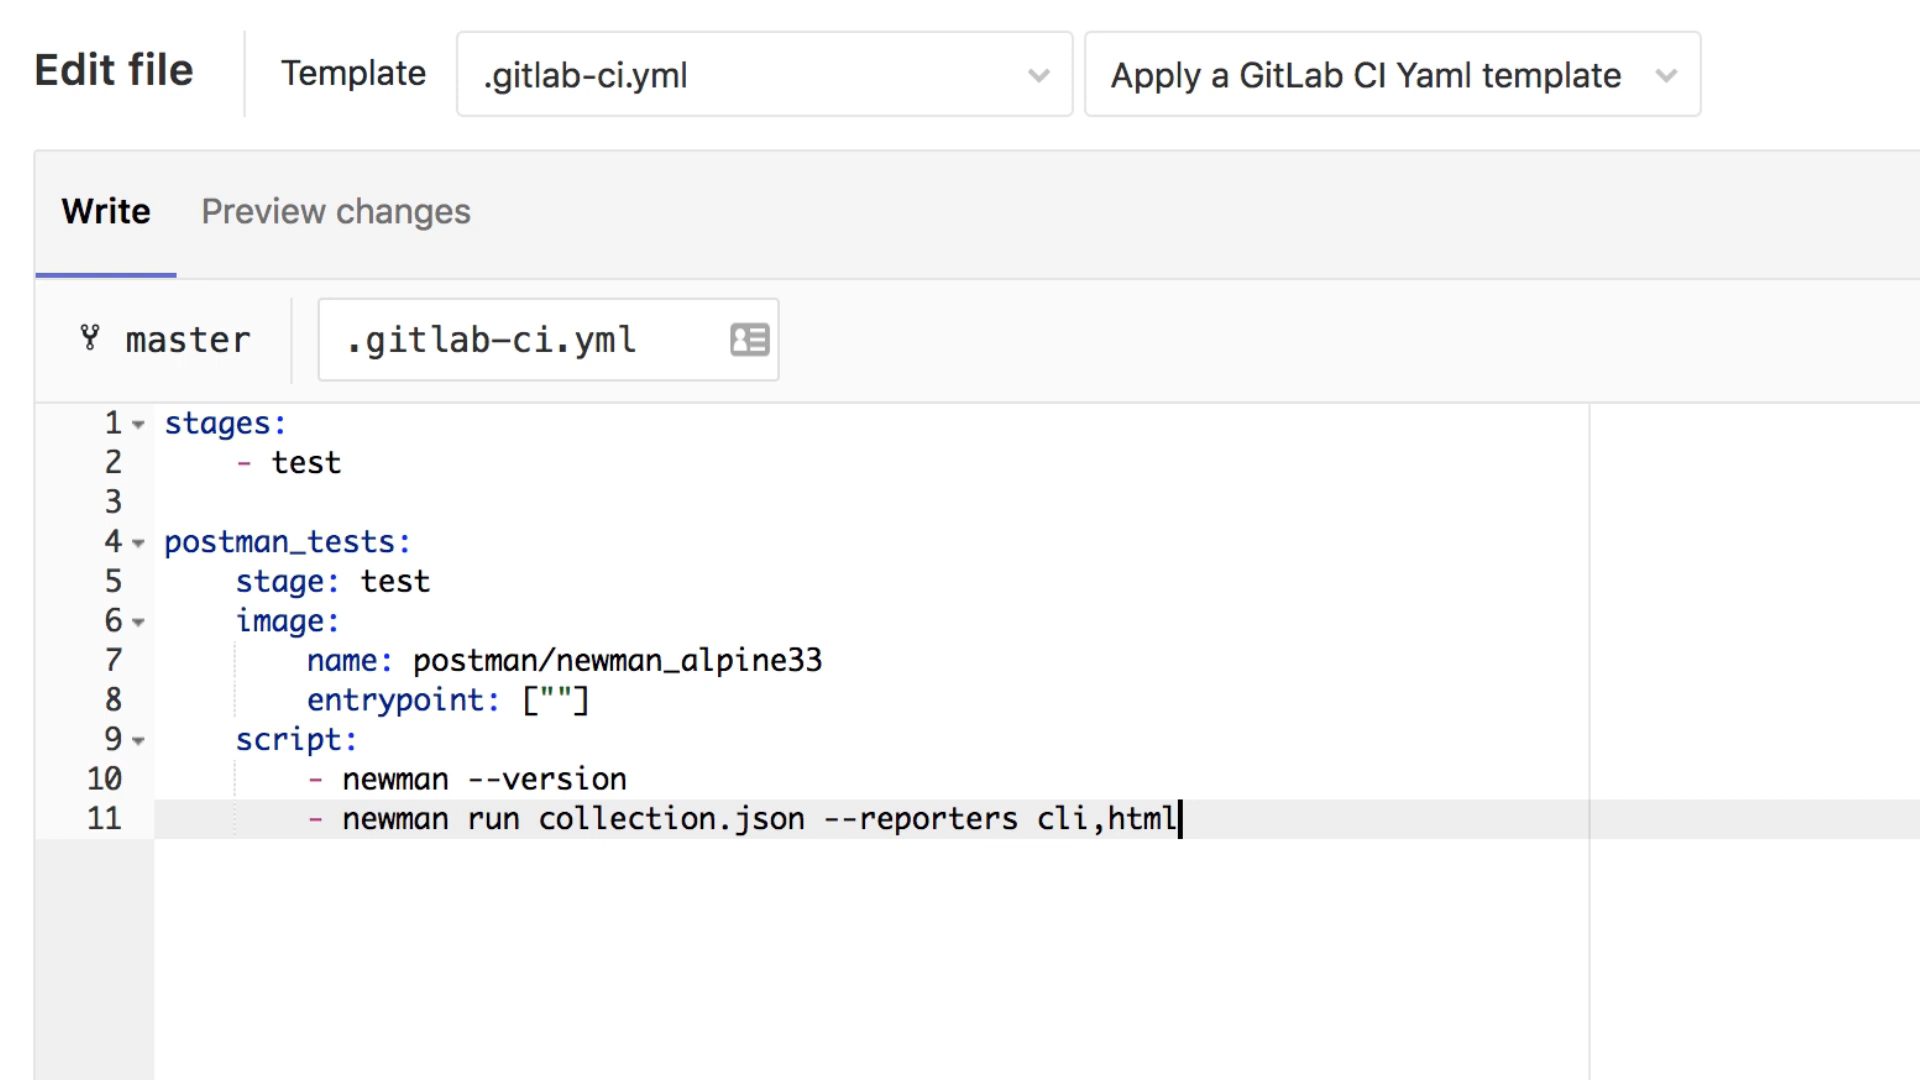 Edit file Template .gitlab-ci.yml Apply a GitLab CI Yaml template
Write Preview changes
master .gitlab-ci.yml
1 stages:
2 - test
3
4 postman_tests:
5 stage: test
6 image:
7 name: postman/newman_alpine33
8 entrypoint: [""]
9 script:
10 - newman --version
11 - newman run collection.json --reporters cli,html